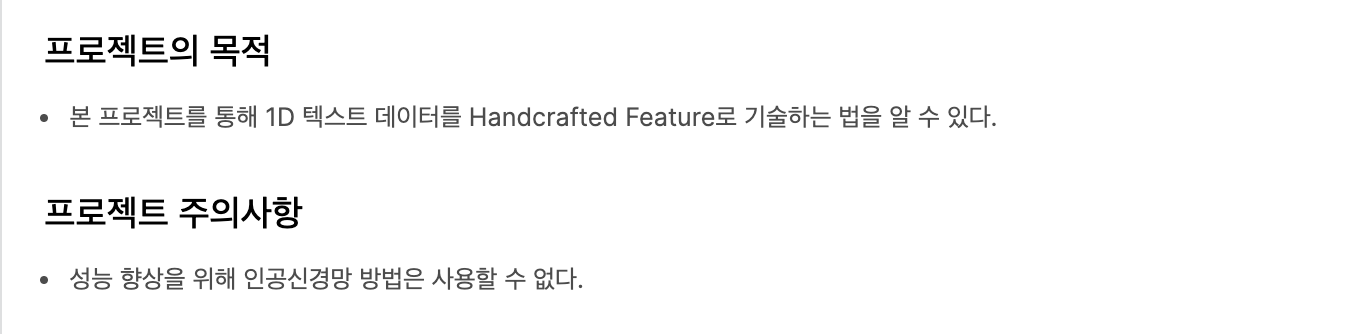 프로젝트의 목적
• 본 프로젝트를 통해 1D 텍스트 데이터를 Handcrafted Feature로 기술하는 법을 알 수 있다.
프로젝트 주의사항
• 성능 향상을 위해 인공신경망 방법은 사용할 수 없다.